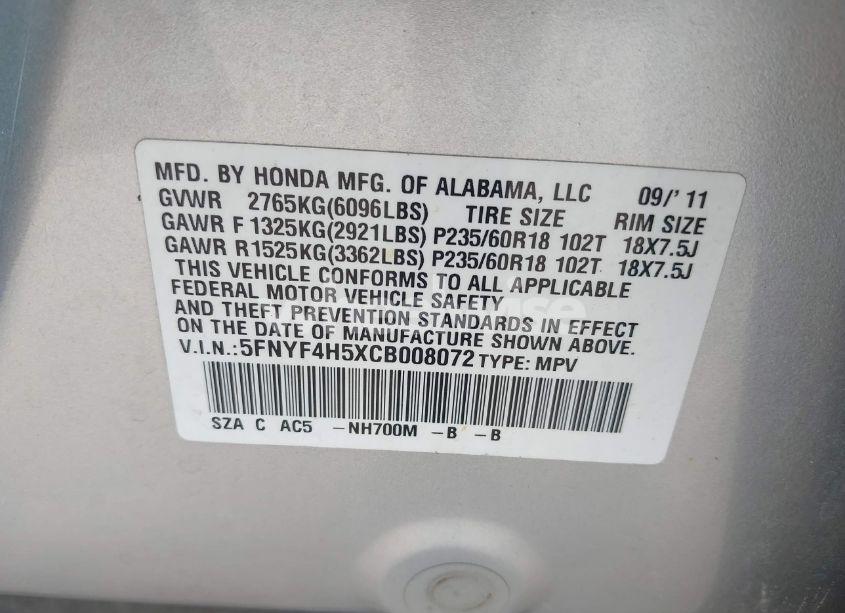 MFD. BY HONDA MFG. OF ALABAMA, LLC 09/'11
GVWR 2765KG(6096LBS) TIRE SIZE RIM SIZE
GAWR F 1325KG(2921LBS) P235/60R18 102T 18X7.5J
GAWR R1525KG(3362LBS) P235/60R18 102T 18X7.5J
THIS VEHICLE CONFORMS TO ALL APPLICABLE
FEDERAL MOTOR VEHICLE SAFETY
AND THEFT PREVENTION STANDARDS IN EFFECT
ON THE DATE OF MANUFACTURE SHOWN ABOVE.
V.I.N.:5FNYF4H5XCB008072 TYPE: MPV
SZA C AC5 -NH700M -B -B